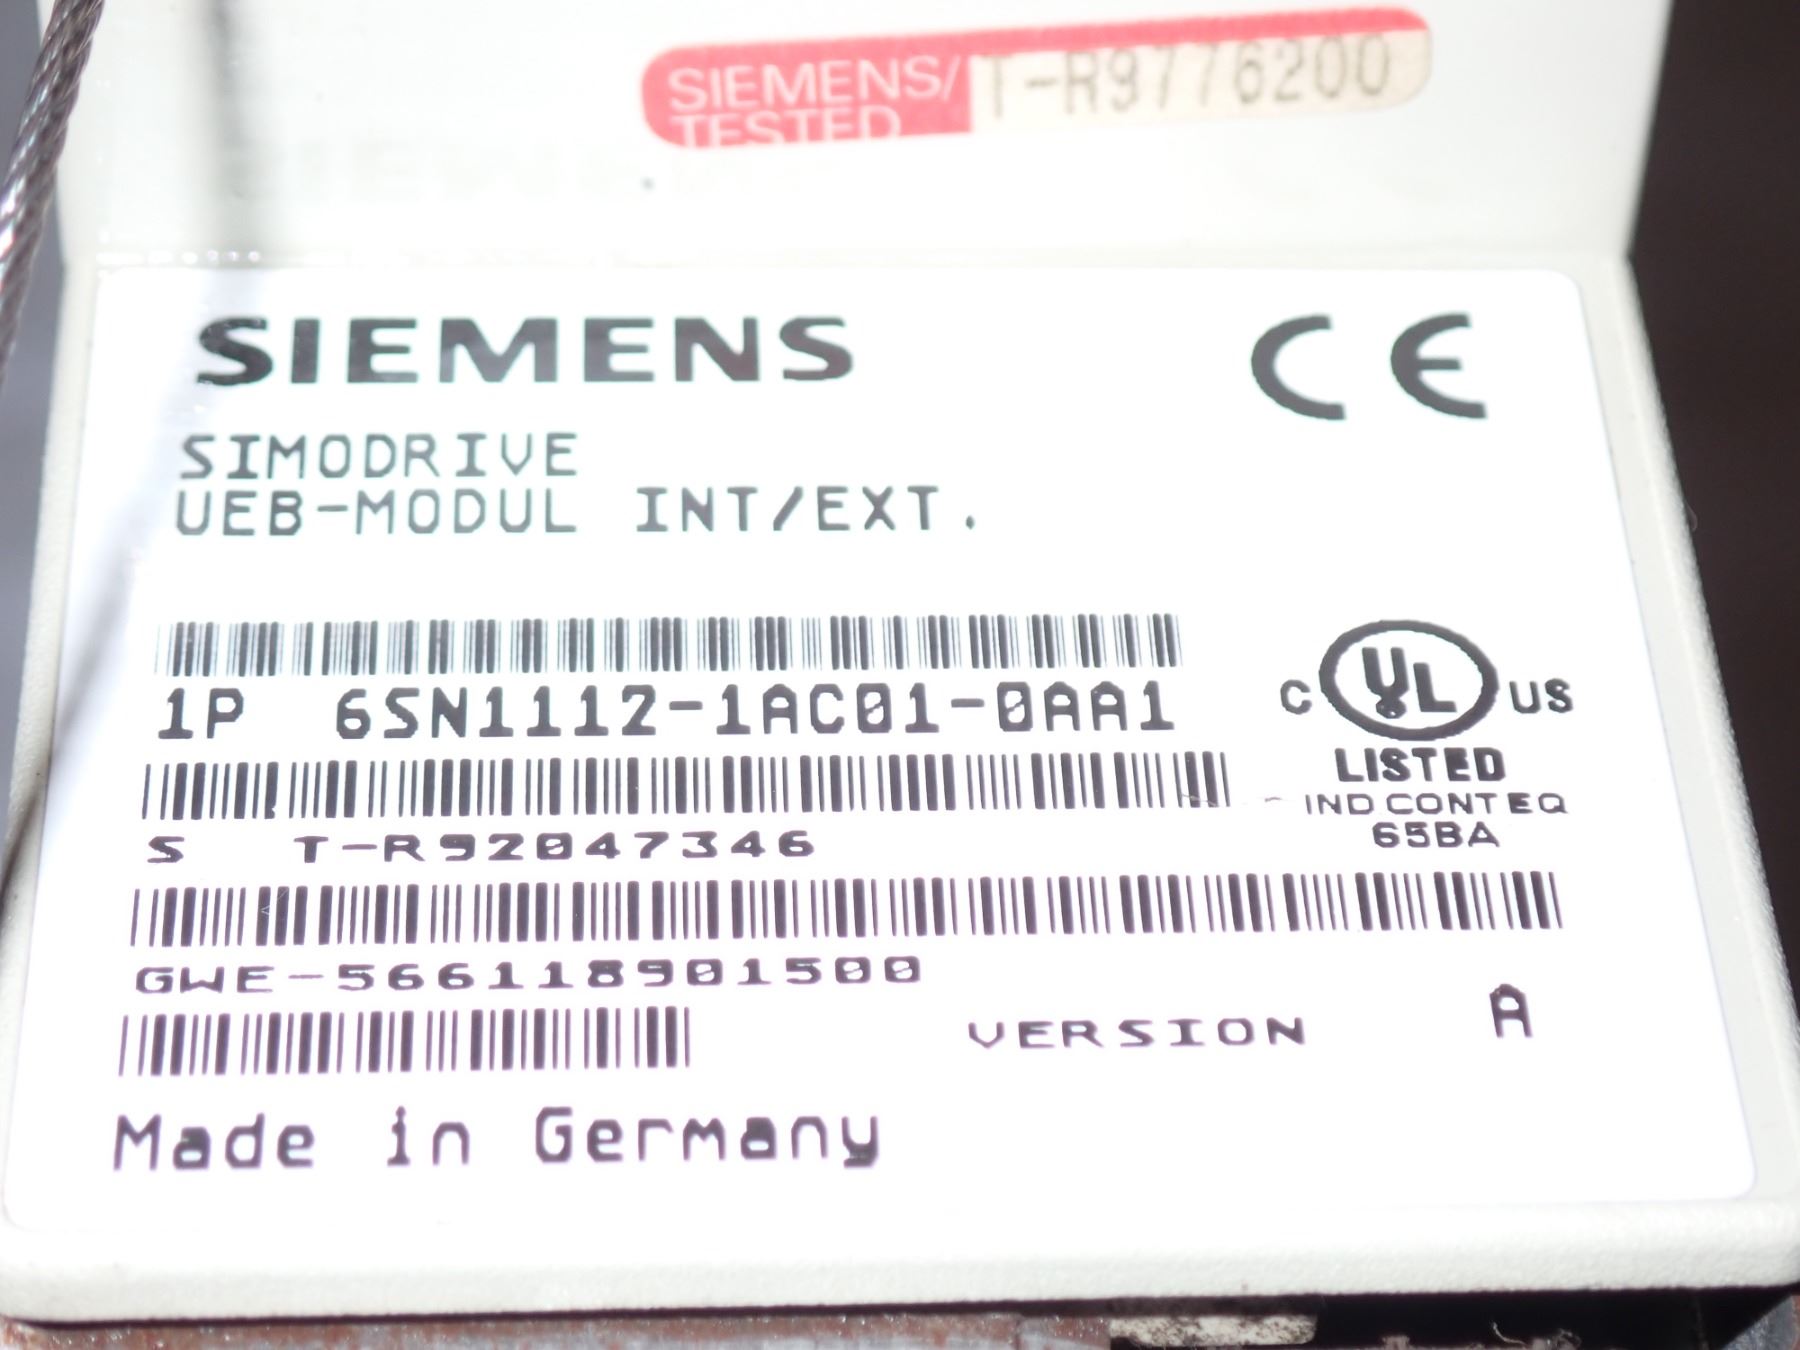 SIEMENS/ T-R9776200
TESTED
SIEMENS CE
SIMODRIVE
UEB-MODUL INT/EXT.
1P 6SN1112-1AC01-0AA1
C UL US
LISTED
IND CONT EQ
65BA
S T-R92047346
GWE-566118901500
VERSION A
Made in Germany